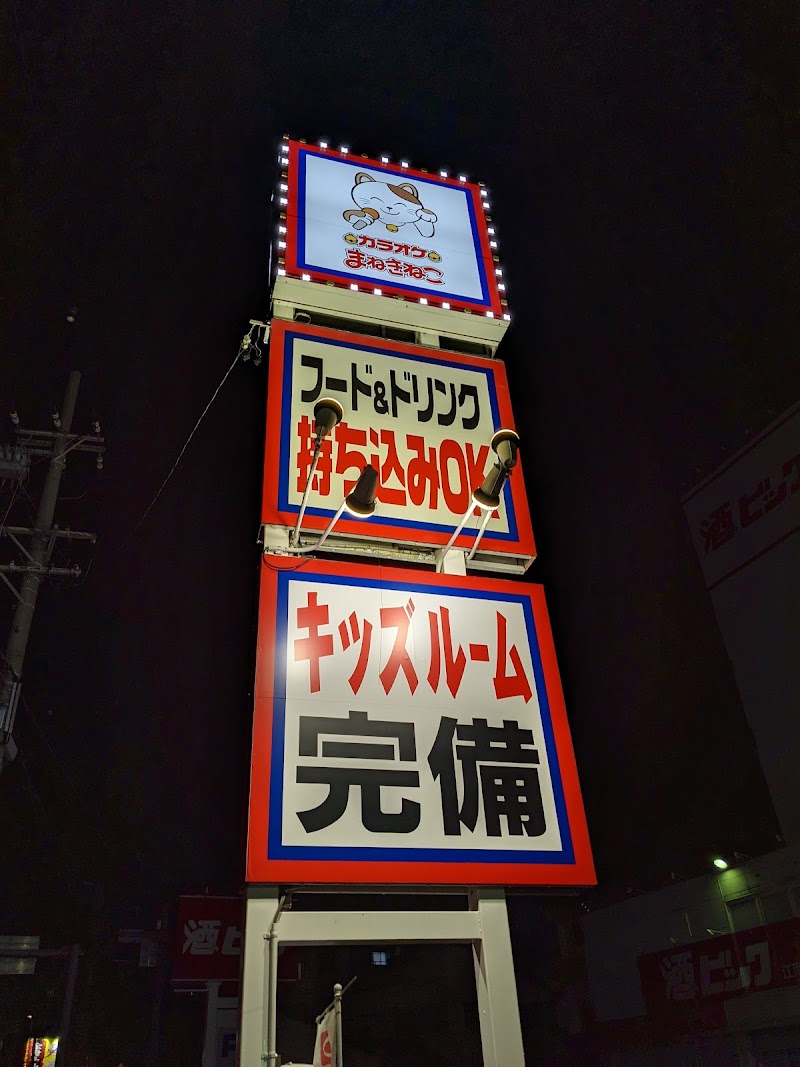 カラオケ
まねきねこ
フード&ドリンク
持ち込みOK
キッズルーム
完備
酒ビック
酒ビ
酒ビック